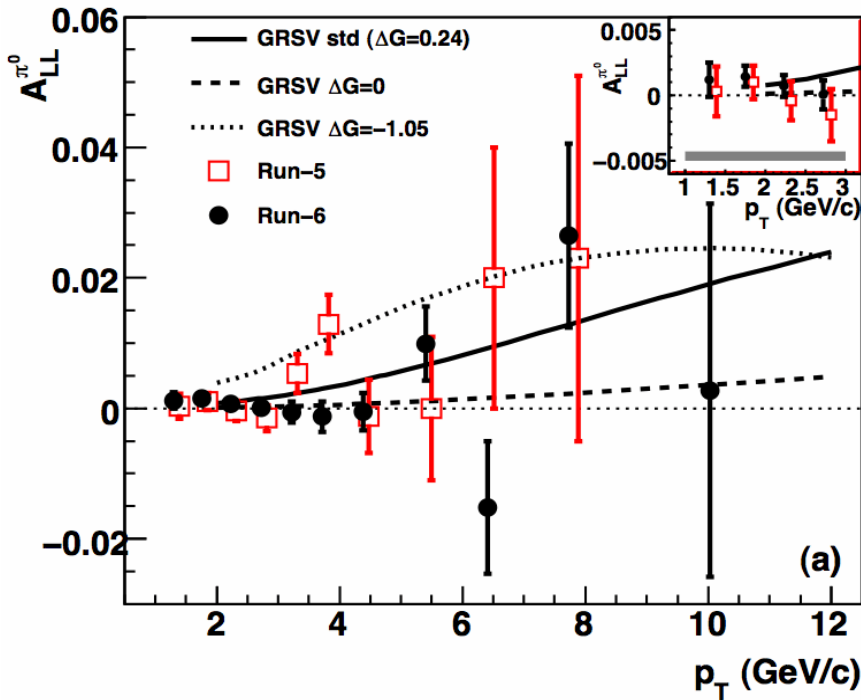 A_LL^π⁰
0.06
0.04
0.02
0
−0.02
GRSV std (ΔG=0.24)
GRSV ΔG=0
GRSV ΔG=−1.05
Run−5
Run−6
A_LL^π⁰
0.005
0
−0.005
1 1.5 2 2.5 3
p_T (GeV/c)
(a)
2 4 6 8 10 12
p_T (GeV/c)